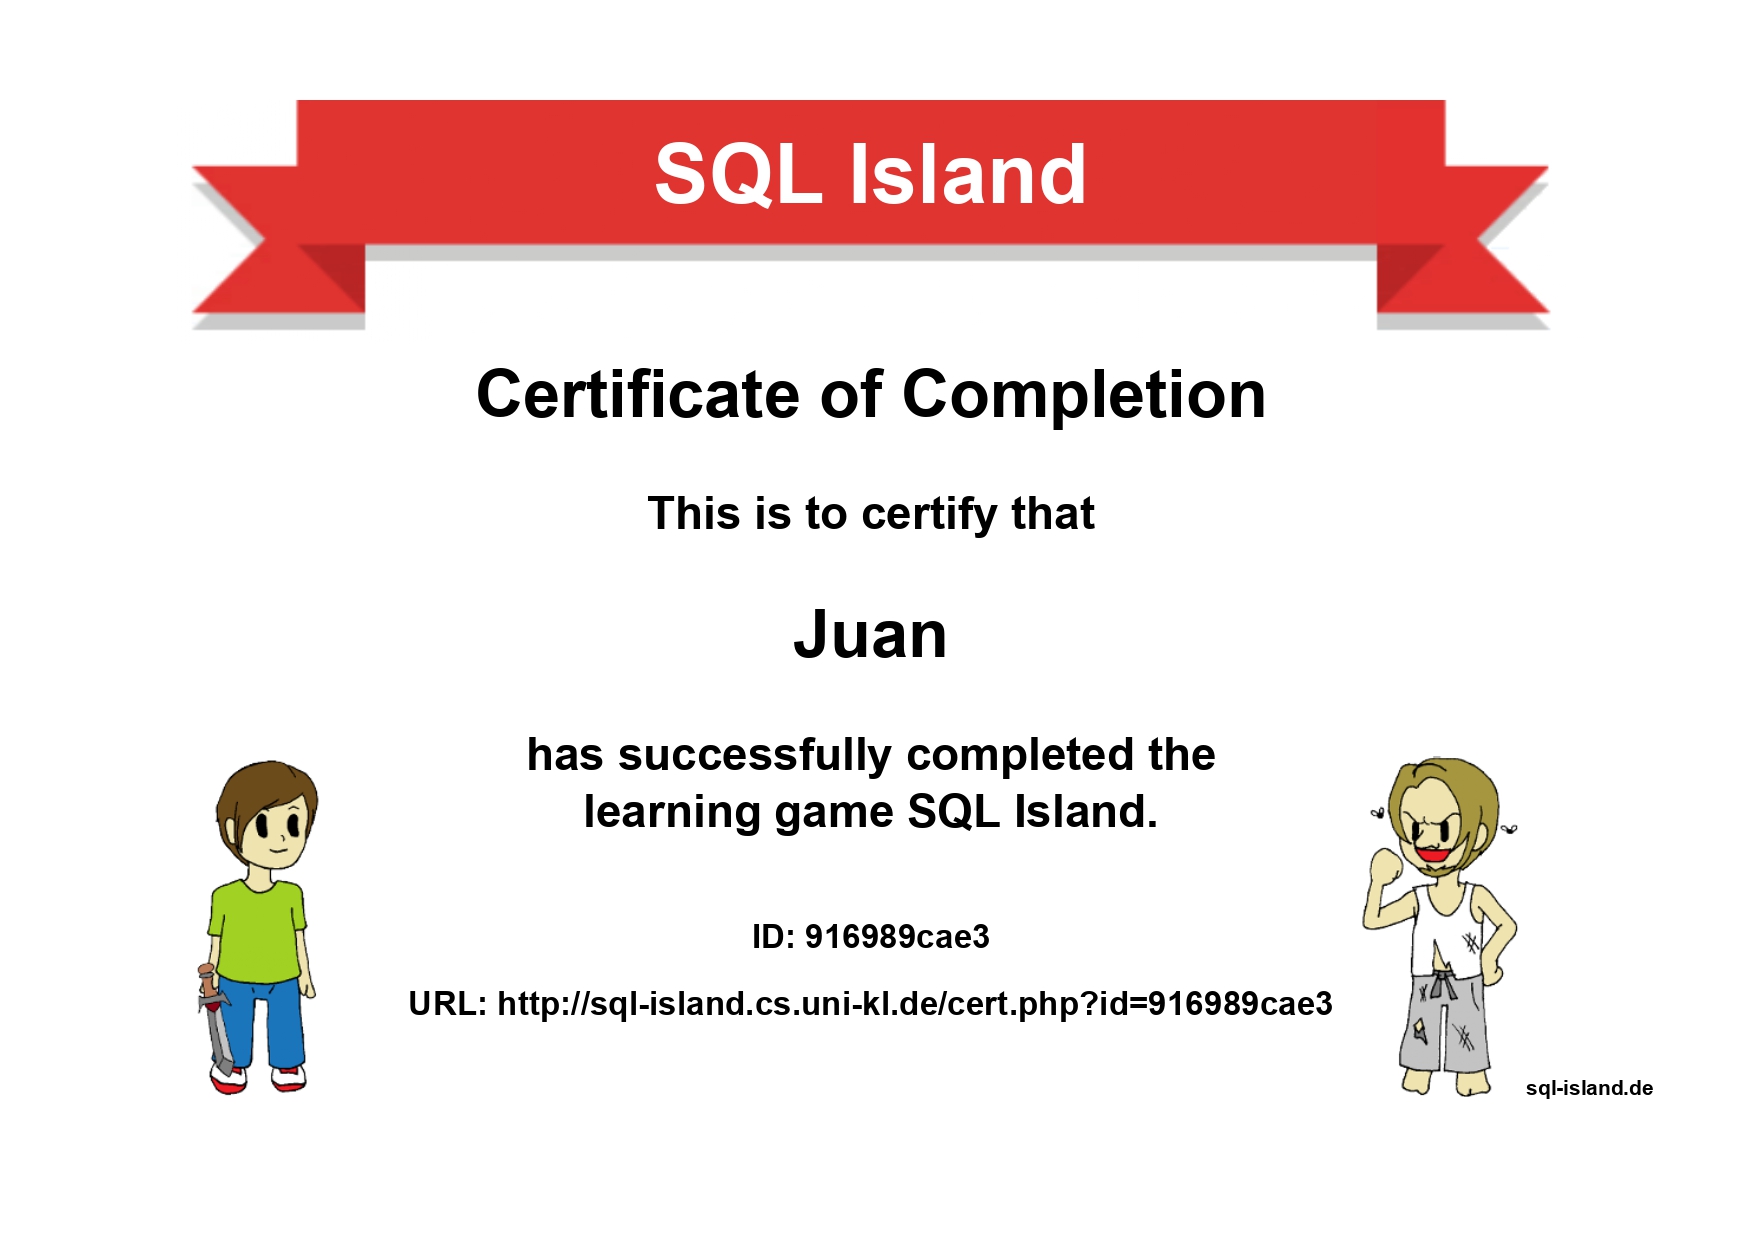 SQL Island
Certificate of Completion
This is to certify that
Juan
has successfully completed the
learning game SQL Island.
ID: 916989cae3
URL: http://sql-island.cs.uni-kl.de/cert.php?id=916989cae3
sql-island.de